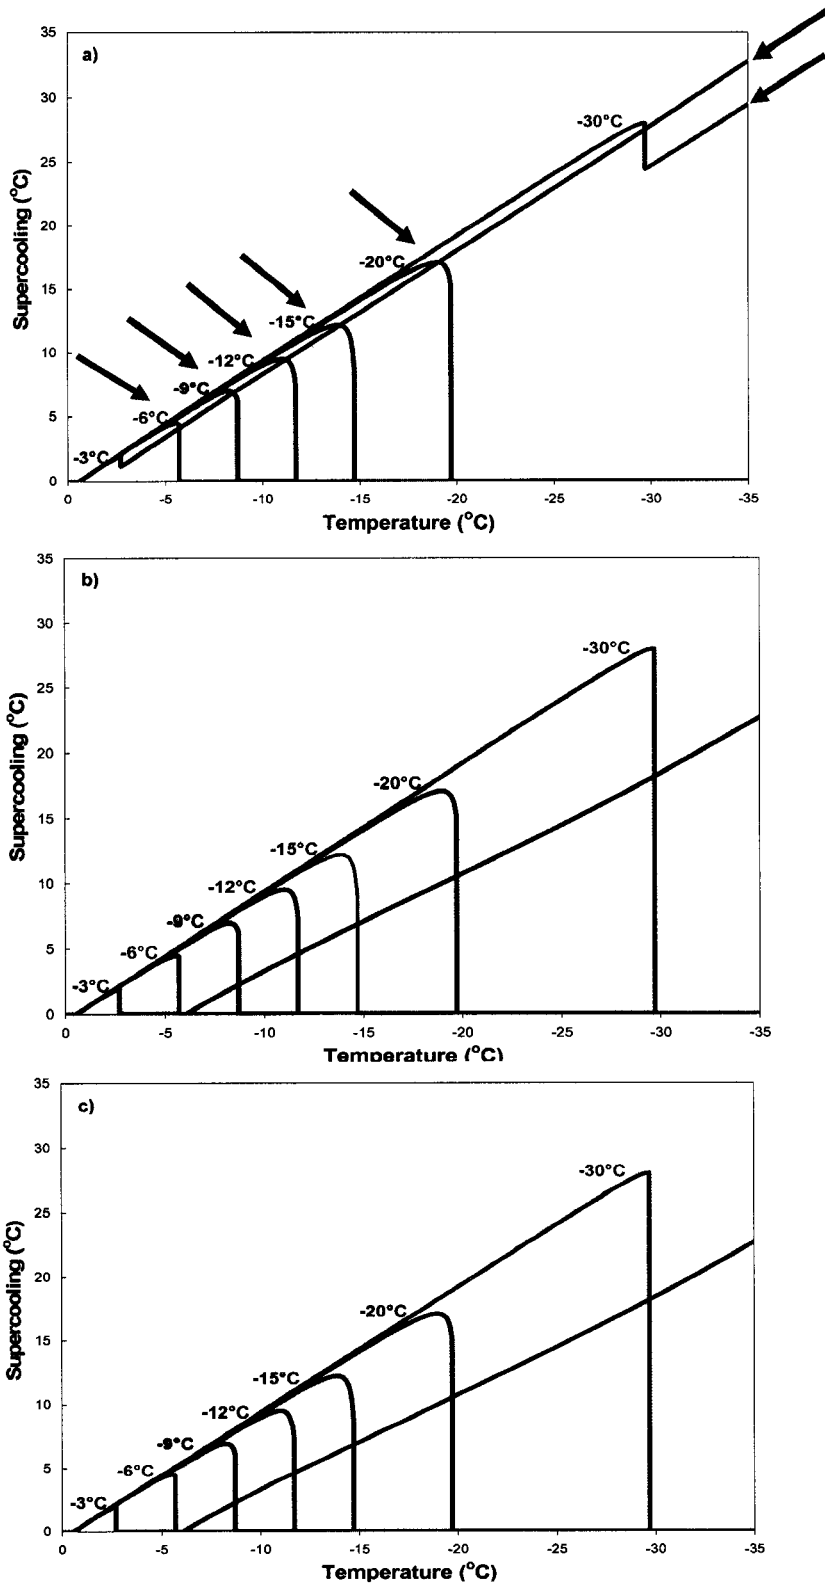 a)
35
30
25
20
15
10
5
0
Supercooling (°C)
-30°C
-20°C
-15°C
-12°C
-9°C
-6°C
-3°C
0 -5 -10 -15 -20 -25 -30 -35
Temperature (°C)
b)
35
30
25
20
15
10
5
0
Supercooling (°C)
-30°C
-20°C
-15°C
-12°C
-9°C
-6°C
-3°C
0 -5 -10 -15 -20 -25 -30 -35
Temperature (°C)
c)
35
30
25
20
15
10
5
0
Supercooling (°C)
-30°C
-20°C
-15°C
-12°C
-9°C
-6°C
-3°C
0 -5 -10 -15 -20 -25 -30 -35
Temperature (°C)